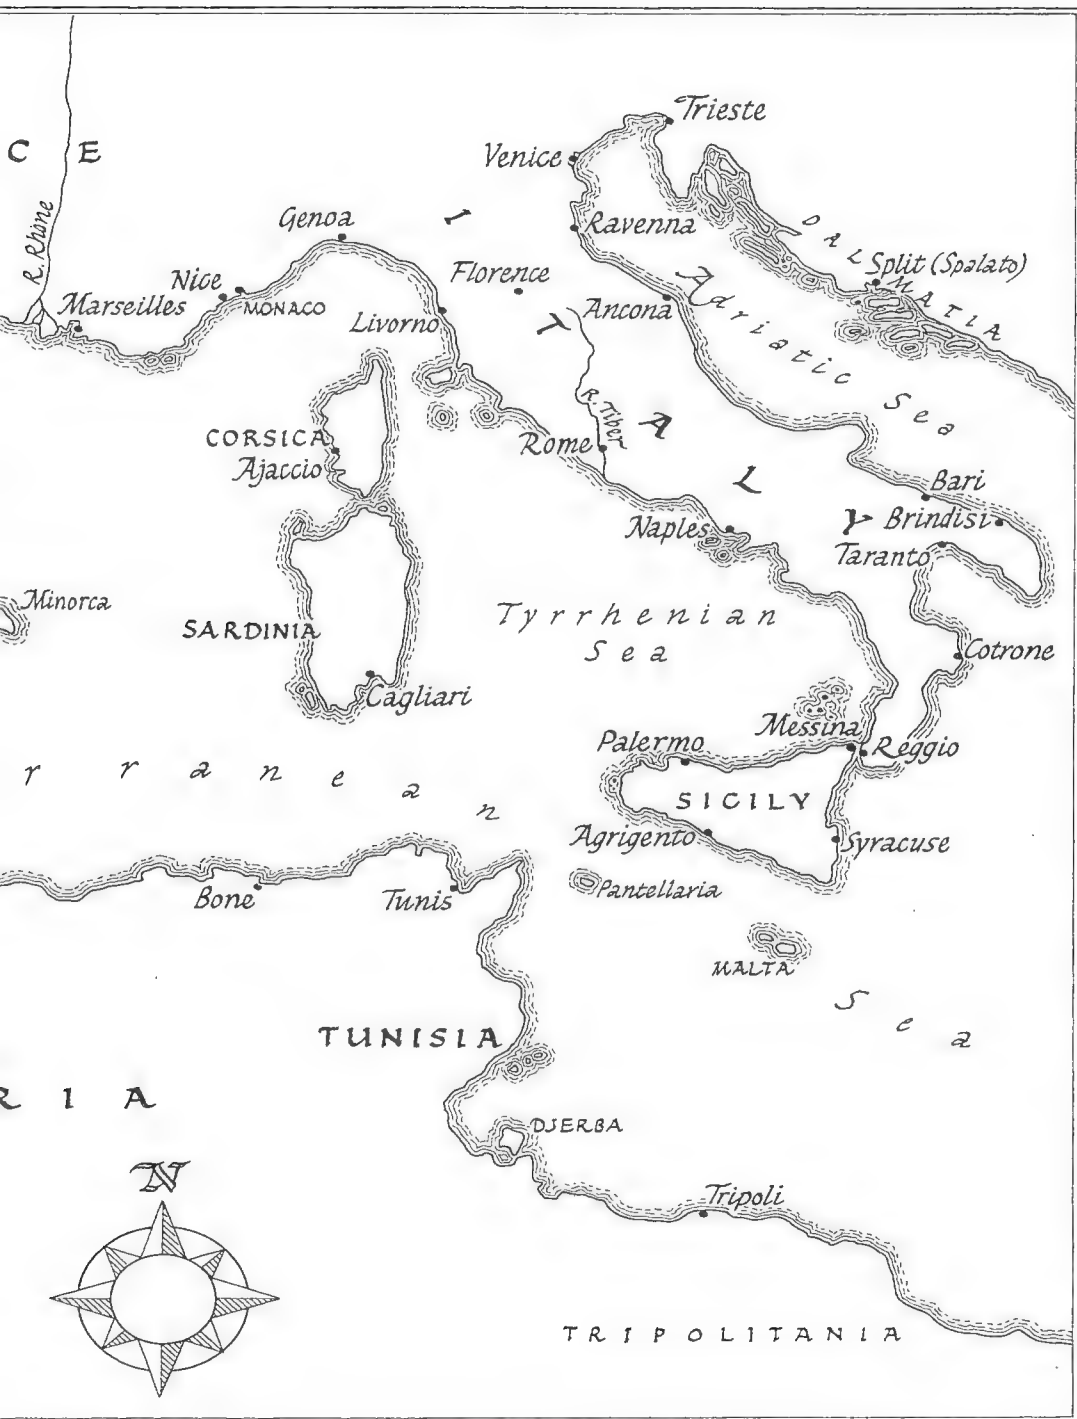 Trieste
C E
Venice
R. Rhone
Genoa
I
Ravenna
DALMATIA
Split (Spalato)
Nice
MONACO
Florence
Marseilles
Livorno
T
Ancona
Adriatic Sea
R. Tiber
A
CORSICA
Ajaccio
Rome
L
Bari
Y
Brindisi
Naples
Taranto
Minorca
SARDINIA
Tyrrhenian
Sea
Cotrone
Cagliari
Messina
Palermo
Reggio
r r a n e a n
SICILY
Agrigento
Syracuse
Bone
Tunis
Pantellaria
MALTA
Sea
TUNISIA
R I A
DJERBA
N
Tripoli
TRIPOLITANIA